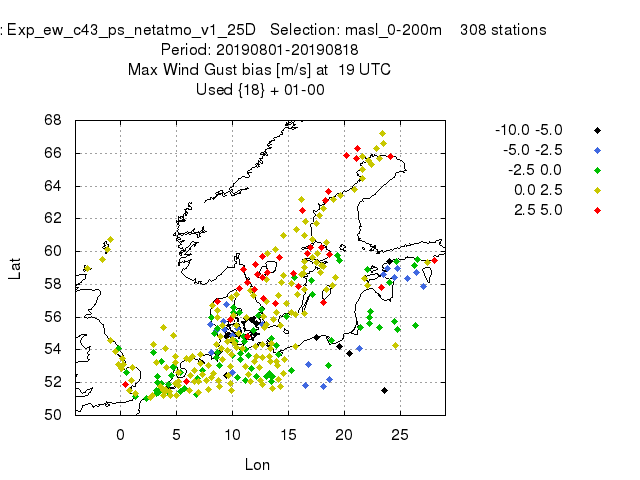 : Exp_ew_c43_ps_netatmo_v1_25D Selection: masl_0-200m 308 stations
Period: 20190801-20190818
Max Wind Gust bias [m/s] at 19 UTC
Used {18} + 01-00
68
66
64
62
60
58
56
54
52
50
Lat
0 5 10 15 20 25
Lon
-10.0 -5.0
-5.0 -2.5
-2.5 0.0
0.0 2.5
2.5 5.0